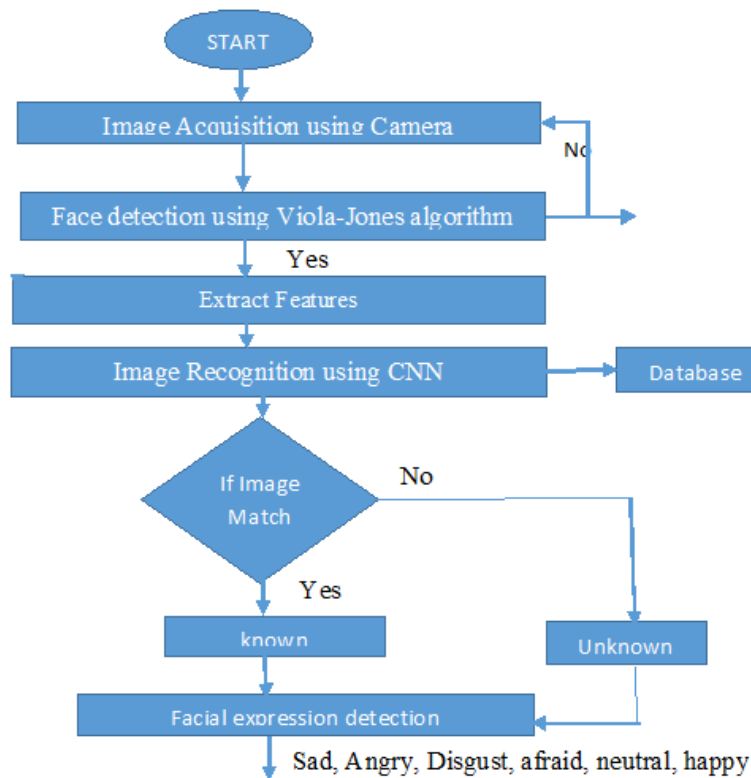 START
Image Acquisition using Camera
No
Face detection using Viola-Jones algorithm
Yes
Extract Features
Image Recognition using CNN
Database
If Image
Match
No
Yes
known
Unknown
Facial expression detection
Sad, Angry, Disgust, afraid, neutral, happy